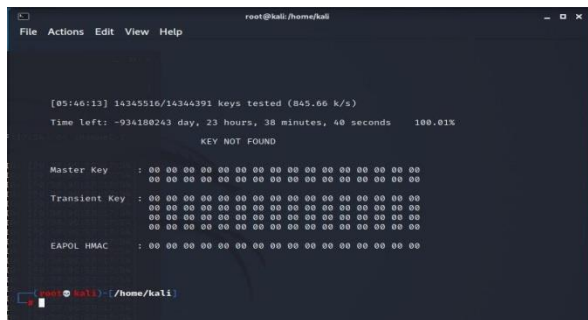 root@kali: /home/kali
File Actions Edit View Help
[05:46:13] 14345516/14344391 keys tested (845.66 k/s)
Time left: -934180243 day, 23 hours, 38 minutes, 40 seconds 100.01%
KEY NOT FOUND
Master Key : 00 00 00 00 00 00 00 00 00 00 00 00 00 00 00 00
00 00 00 00 00 00 00 00 00 00 00 00 00 00 00 00
Transient Key : 00 00 00 00 00 00 00 00 00 00 00 00 00 00 00 00
00 00 00 00 00 00 00 00 00 00 00 00 00 00 00 00
00 00 00 00 00 00 00 00 00 00 00 00 00 00 00 00
00 00 00 00 00 00 00 00 00 00 00 00 00 00 00 00
EAPOL HMAC : 00 00 00 00 00 00 00 00 00 00 00 00 00 00 00 00
(root💀kali)-[/home/kali]
#